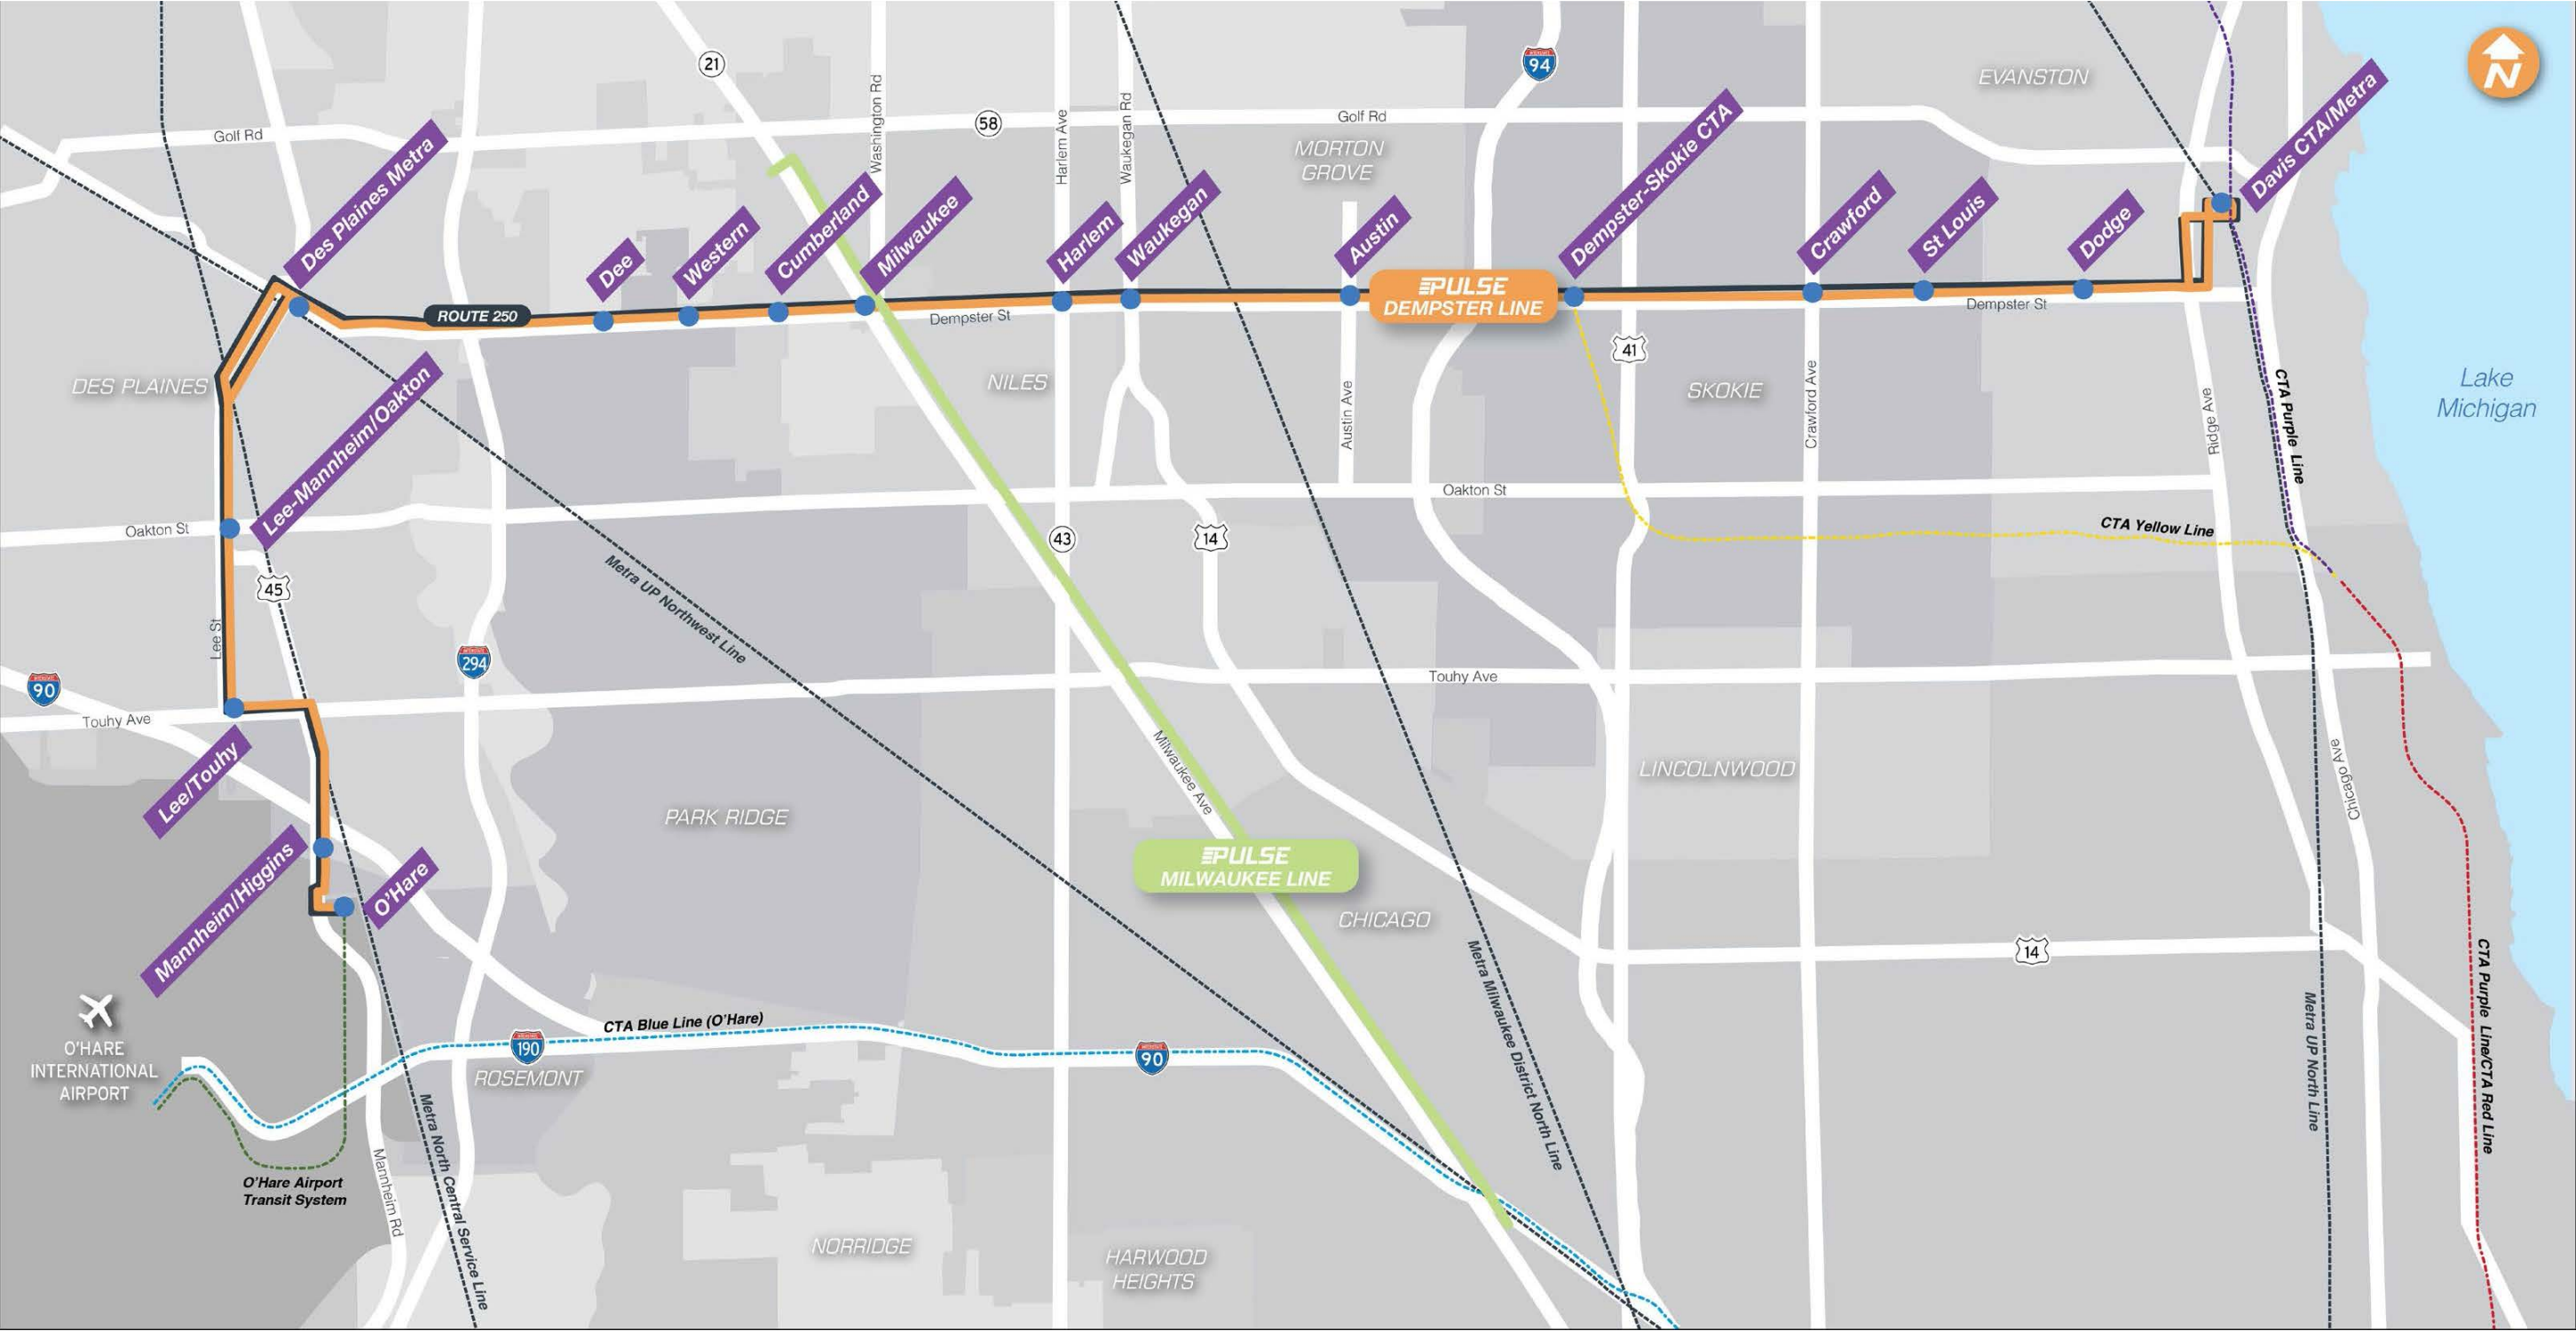 21
94
EVANSTON
N
Washington Rd
Harlem Ave
Waukegan Rd
Golf Rd
58
Golf Rd
MORTON
GROVE
Des Plaines Metra
Dee
Western
Cumberland
Milwaukee
Harlem
Waukegan
Austin
Dempster-Skokie CTA
Crawford
St Louis
Dodge
Davis CTA/Metra
ROUTE 250
Dempster St
PULSE
DEMPSTER LINE
Dempster St
41
DES PLAINES
NILES
SKOKIE
Lake
Michigan
Austin Ave
Crawford Ave
Ridge Ave
CTA Purple Line
Lee-Mannheim/Oakton
Oakton St
Oakton St
43
14
CTA Yellow Line
45
Lee St
294
Metra UP Northwest Line
90
Touhy Ave
Touhy Ave
Lee/Touhy
Milwaukee Ave
LINCOLNWOOD
Chicago Ave
PARK RIDGE
Mannheim/Higgins
O'Hare
PULSE
MILWAUKEE LINE
CHICAGO
14
Metra Milwaukee District North Line
CTA Purple Line/CTA Red Line
Metra UP North Line
O'HARE
INTERNATIONAL
AIRPORT
CTA Blue Line (O'Hare)
190
90
ROSEMONT
O'Hare Airport
Transit System
Mannheim Rd
Metra North Central Service Line
NORRIDGE
HARWOOD
HEIGHTS